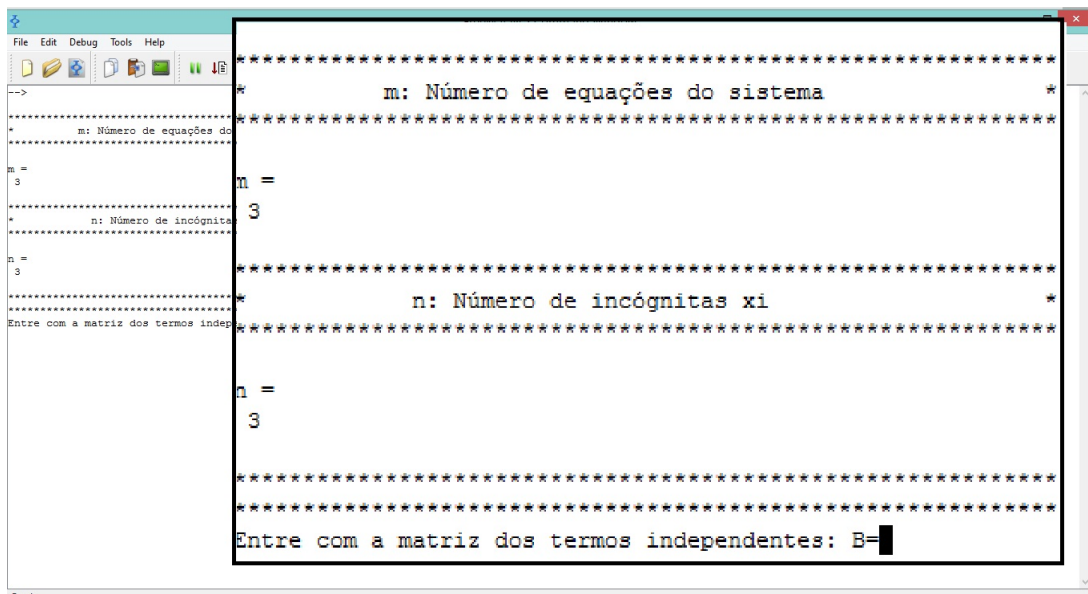 File Edit Debug Tools Help
-->
************************************
* m: Número de equações do
************************************
m =
3
************************************
* n: Número de incógnita
************************************
n =
3
************************************
************************************
Entre com a matriz dos termos indep
*************************************************************
* m: Número de equações do sistema *
*************************************************************
m =
3
*************************************************************
* n: Número de incógnitas xi *
*************************************************************
n =
3
*************************************************************
*************************************************************
Entre com a matriz dos termos independentes: B=